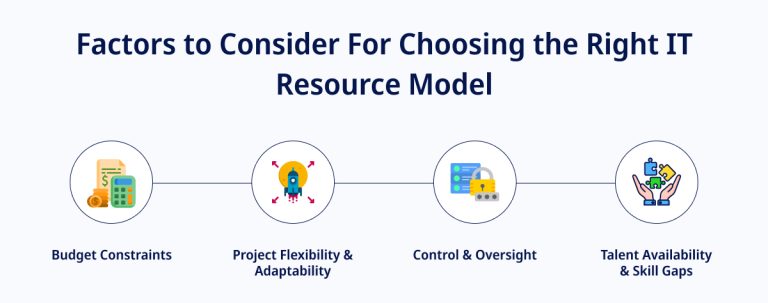 Factors to Consider For Choosing the Right IT
Resource Model
$
$
Budget Constraints
Project Flexibility &
Adaptability
Control & Oversight
Talent Availability
& Skill Gaps